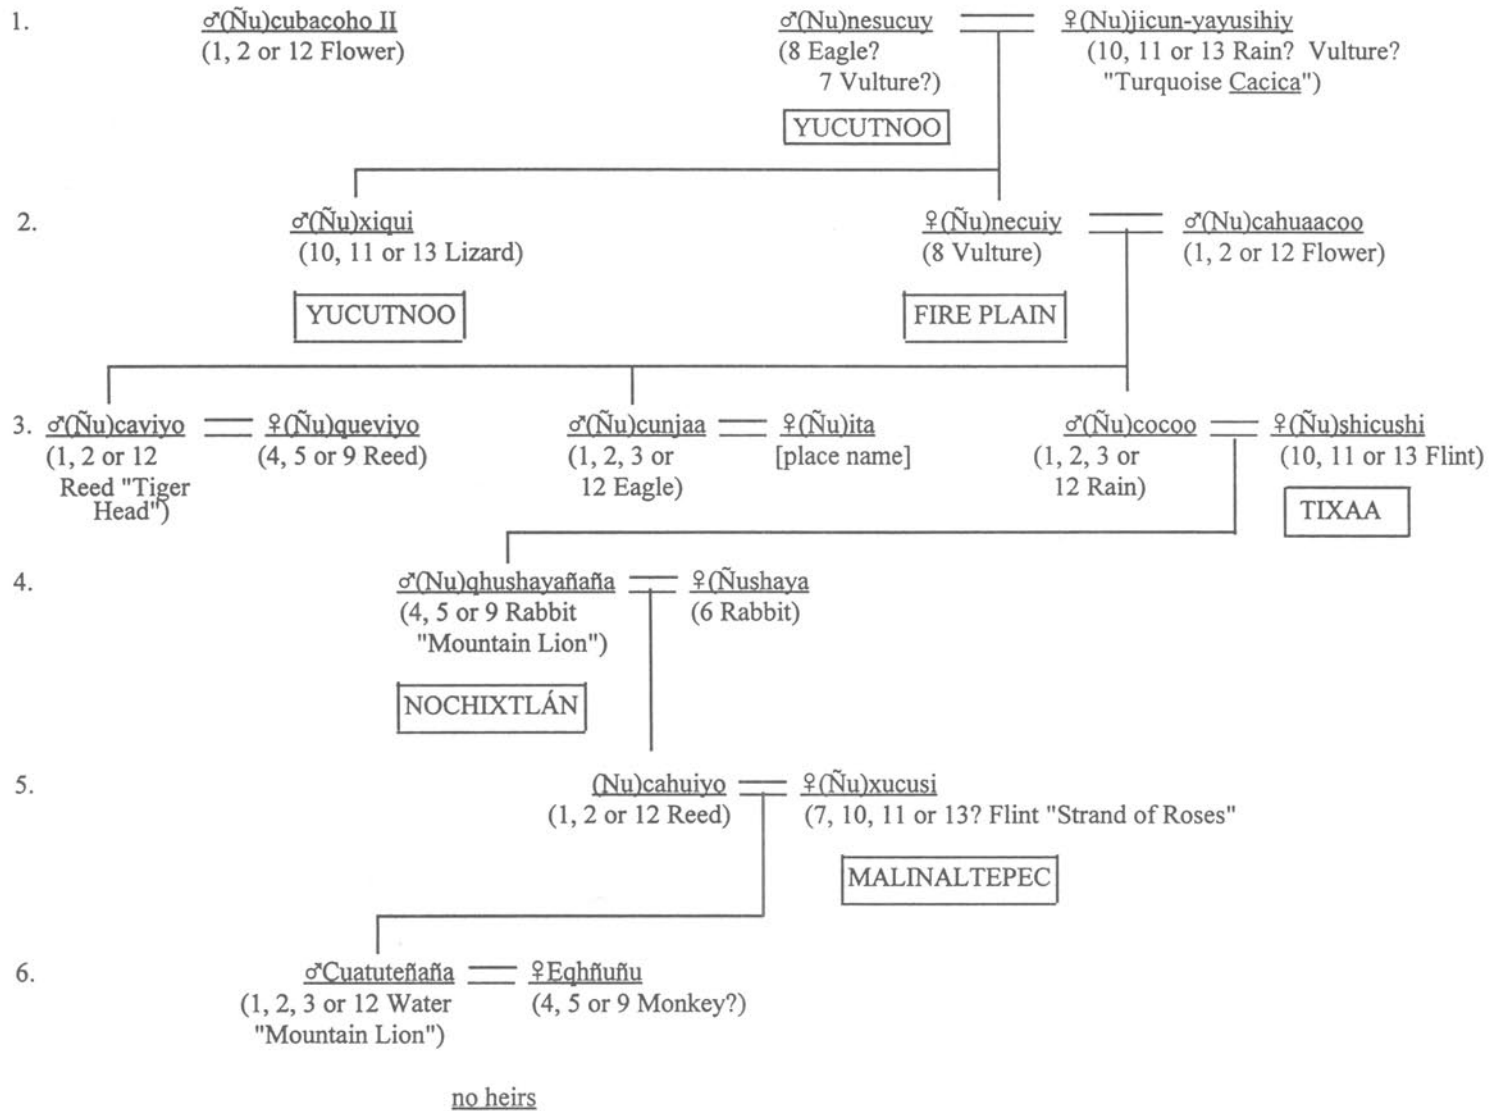 1. ♂(Ñu)cubacoho II ♂(Nu)nesucuy ♀(Nu)jicun-yayusihiy
(1, 2 or 12 Flower) (8 Eagle? (10, 11 or 13 Rain? Vulture?
7 Vulture?) "Turquoise Cacica")
YUCUTNOO
2. ♂(Ñu)xiqui ♀(Ñu)necuiy ♂(Nu)cahuaacoo
(10, 11 or 13 Lizard) (8 Vulture) (1, 2 or 12 Flower)
YUCUTNOO FIRE PLAIN
3. ♂(Ñu)caviyo ♀(Ñu)queviyo ♂(Ñu)cunjaa ♀(Ñu)ita ♂(Ñu)cocoo ♀(Ñu)shicushi
(1, 2 or 12 (4, 5 or 9 Reed) (1, 2, 3 or [place name] (1, 2, 3 or (10, 11 or 13 Flint)
Reed "Tiger 12 Eagle) 12 Rain)
Head")
TIXAA
4. ♂(Nu)qhushayañaña ♀(Ñushaya
(4, 5 or 9 Rabbit (6 Rabbit)
"Mountain Lion")
NOCHIXTLÁN
5. (Nu)cahuiyo ♀(Ñu)xucusi
(1, 2 or 12 Reed) (7, 10, 11 or 13? Flint "Strand of Roses"
MALINALTEPEC
6. ♂Cuatuteñaña ♀Eqhñuñu
(1, 2, 3 or 12 Water (4, 5 or 9 Monkey?)
"Mountain Lion")
no heirs